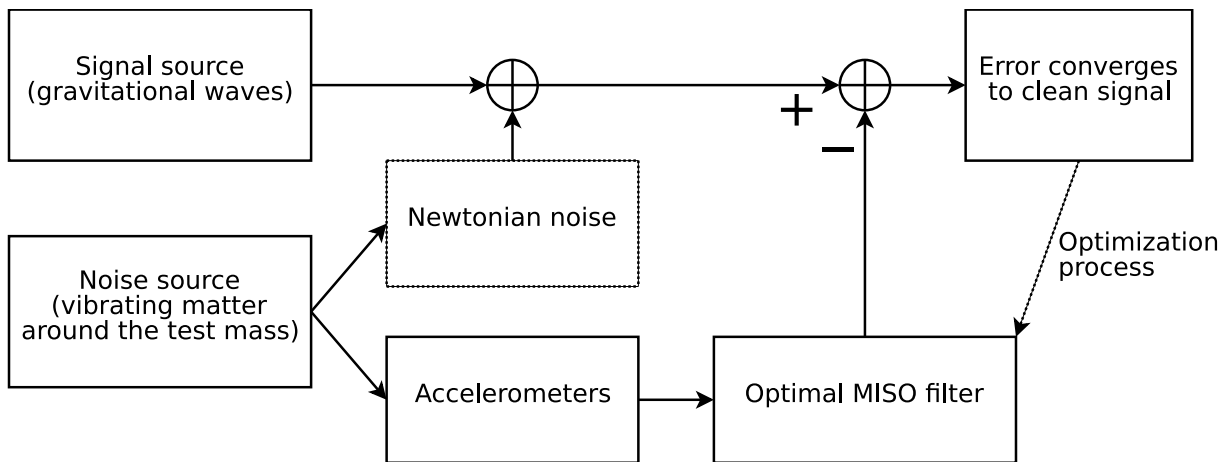 Signal source
(gravitational waves)
Error converges
to clean signal
+
−
Newtonian noise
Noise source
(vibrating matter
around the test mass)
Optimization
process
Accelerometers
Optimal MISO filter